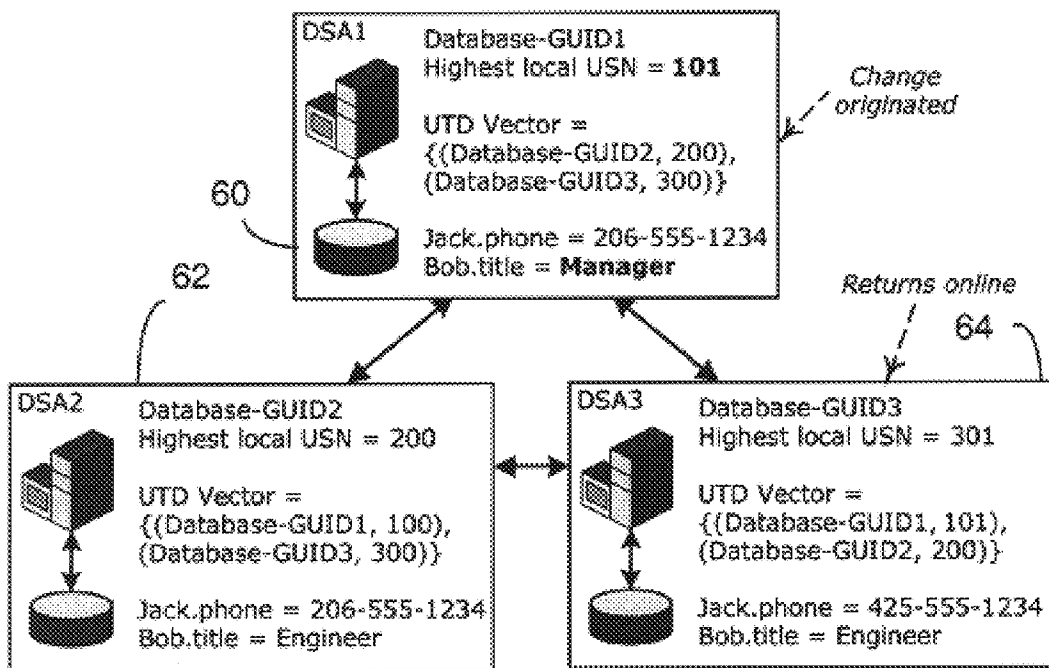 DSA1
Database-GUID1
Highest local USN = 101
UTD Vector =
{(Database-GUID2, 200),
(Database-GUID3, 300)}
Jack.phone = 206-555-1234
Bob.title = Manager
Change
originated
60
62
Returns online
64
DSA2
Database-GUID2
Highest local USN = 200
UTD Vector =
{(Database-GUID1, 100),
(Database-GUID3, 300)}
Jack.phone = 206-555-1234
Bob.title = Engineer
DSA3
Database-GUID3
Highest local USN = 301
UTD Vector =
{(Database-GUID1, 101),
(Database-GUID2, 200)}
Jack.phone = 425-555-1234
Bob.title = Engineer